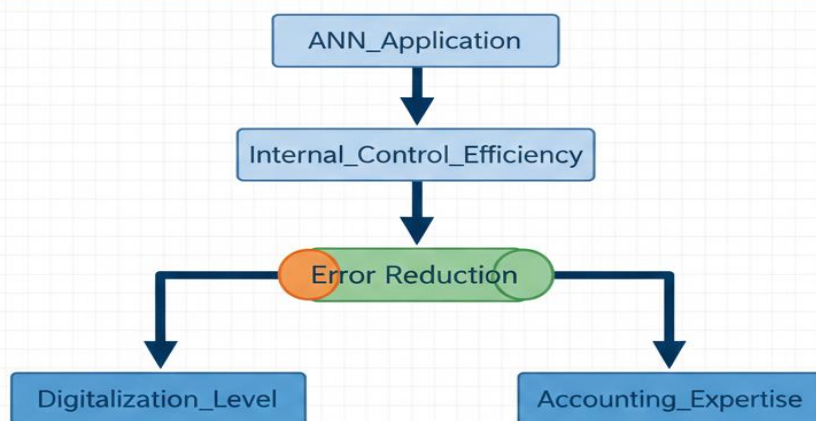 ANN_Application
Internal_Control_Efficiency
Error Reduction
Digitalization_Level
Accounting_Expertise